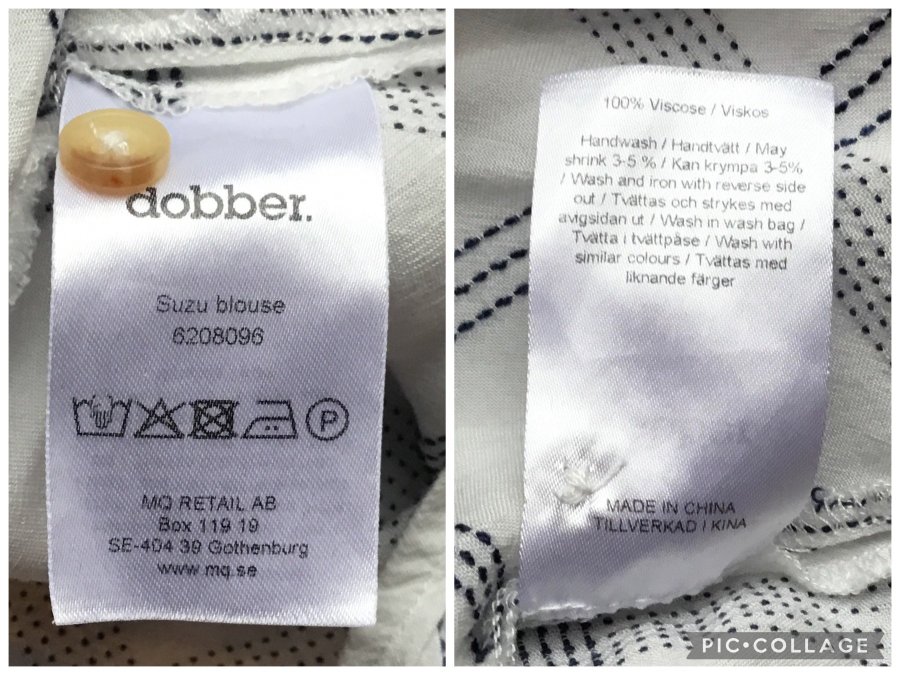 dobber.
Suzu blouse
6208096
P
MQ RETAIL AB
Box 119 19
SE-404 39 Gothenburg
www.mq.se
100% Viscose / Viskos
Handwash / Handtvätt / May
shrink 3-5 % / Kan krympa 3-5%
/ Wash and iron with reverse side
out / Tvättas och strykes med
avigsidan ut / Wash in wash bag /
Tvätta i tvättpåse / Wash with
similar colours / Tvättas med
liknande färger
MADE IN CHINA
TILLVERKAD I KINA
PIC•COLLAGE